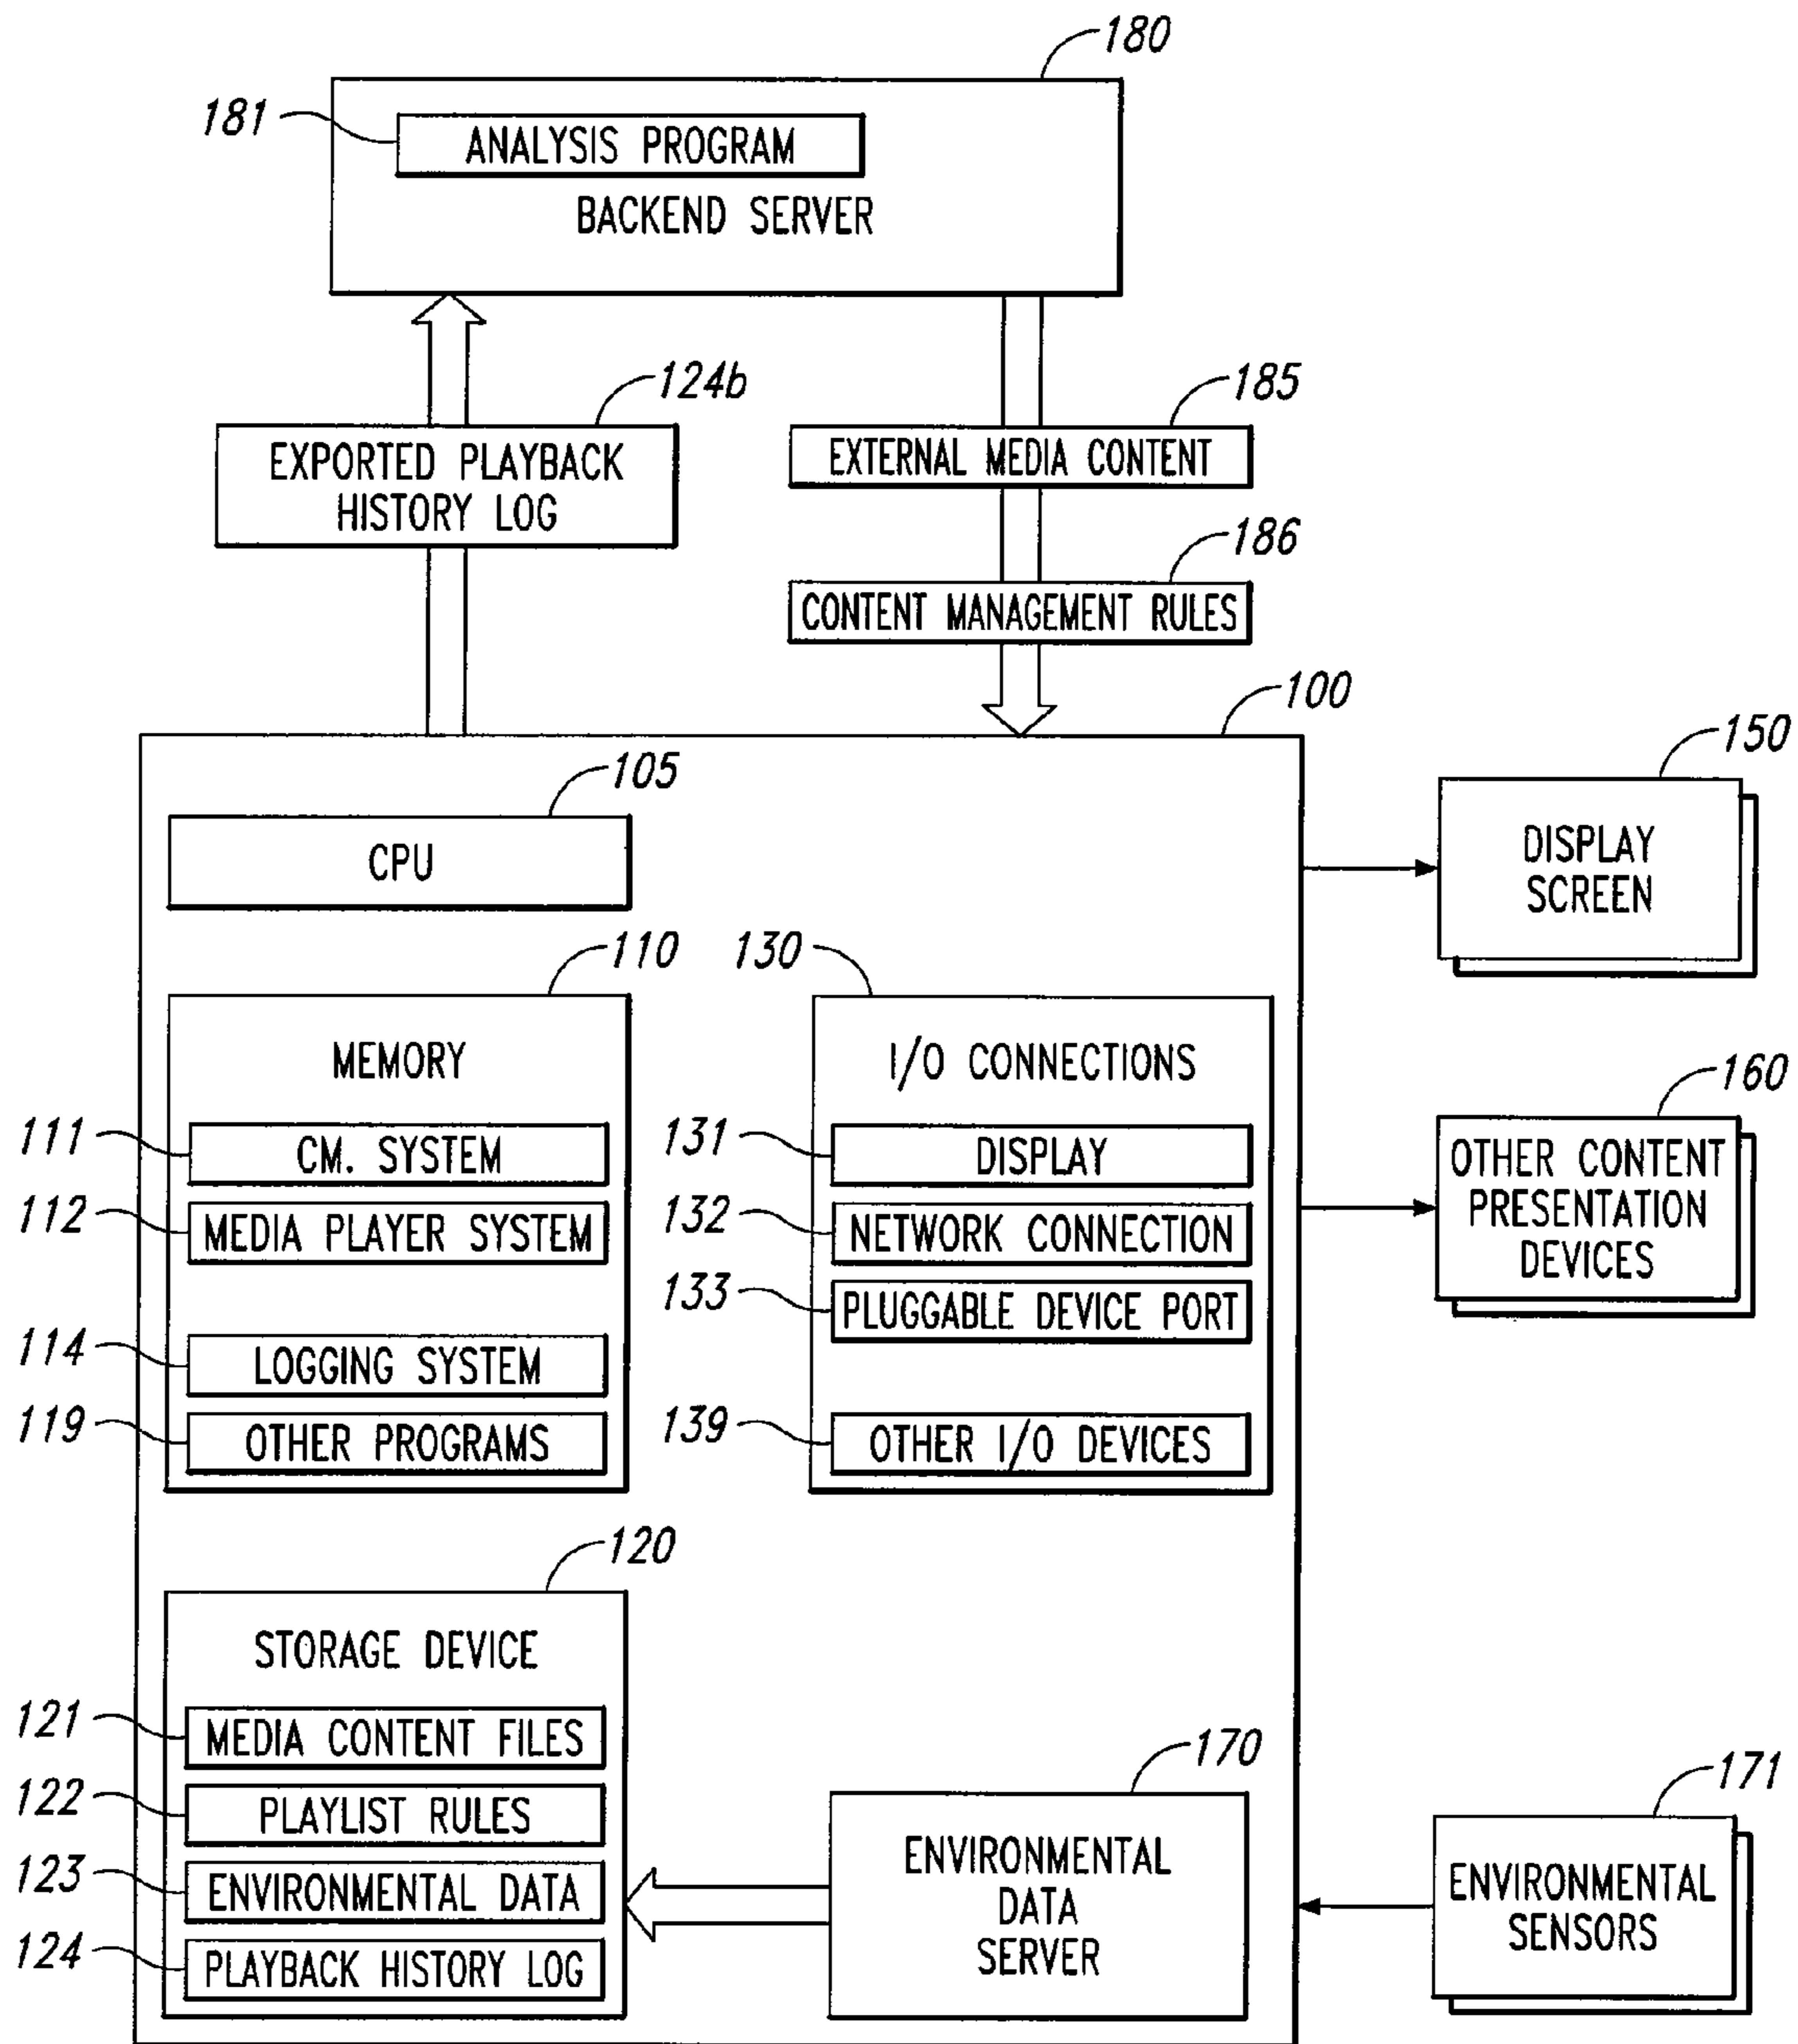 180
181
ANALYSIS PROGRAM
BACKEND SERVER
124b
EXPORTED PLAYBACK
HISTORY LOG
185
EXTERNAL MEDIA CONTENT
186
CONTENT MANAGEMENT RULES
100
105
CPU
150
DISPLAY
SCREEN
110
MEMORY
111
CM. SYSTEM
112
MEDIA PLAYER SYSTEM
114
LOGGING SYSTEM
119
OTHER PROGRAMS
130
I/O CONNECTIONS
131
DISPLAY
132
NETWORK CONNECTION
133
PLUGGABLE DEVICE PORT
139
OTHER I/O DEVICES
160
OTHER CONTENT
PRESENTATION
DEVICES
120
STORAGE DEVICE
121
MEDIA CONTENT FILES
122
PLAYLIST RULES
123
ENVIRONMENTAL DATA
124
PLAYBACK HISTORY LOG
170
ENVIRONMENTAL
DATA
SERVER
171
ENVIRONMENTAL
SENSORS